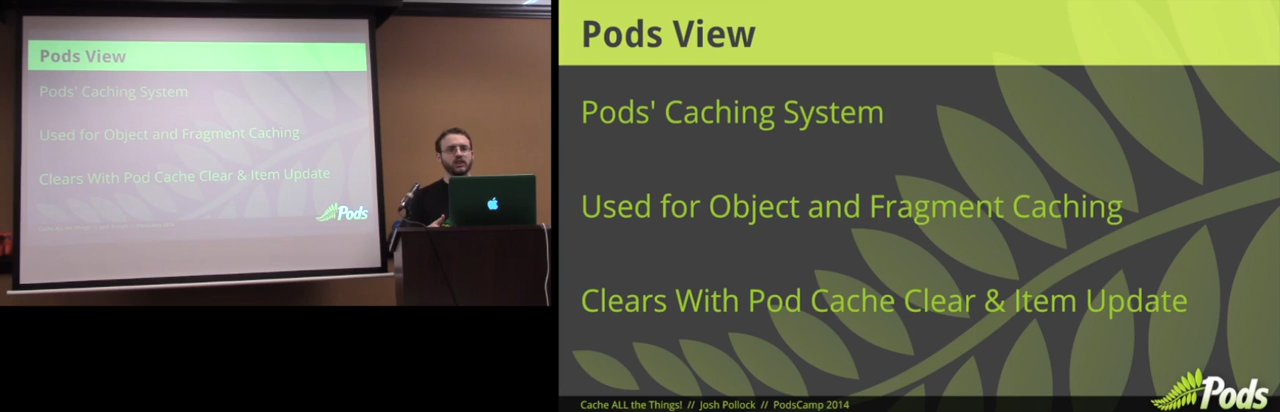 Pods View
Pods' Caching System
Used for Object and Fragment Caching
Clears With Pod Cache Clear & Item Update
Pods
Pods View
Pods' Caching System
Used for Object and Fragment Caching
Clears With Pod Cache Clear & Item Update
Cache ALL the Things! // Josh Pollock // PodsCamp 2014
Pods